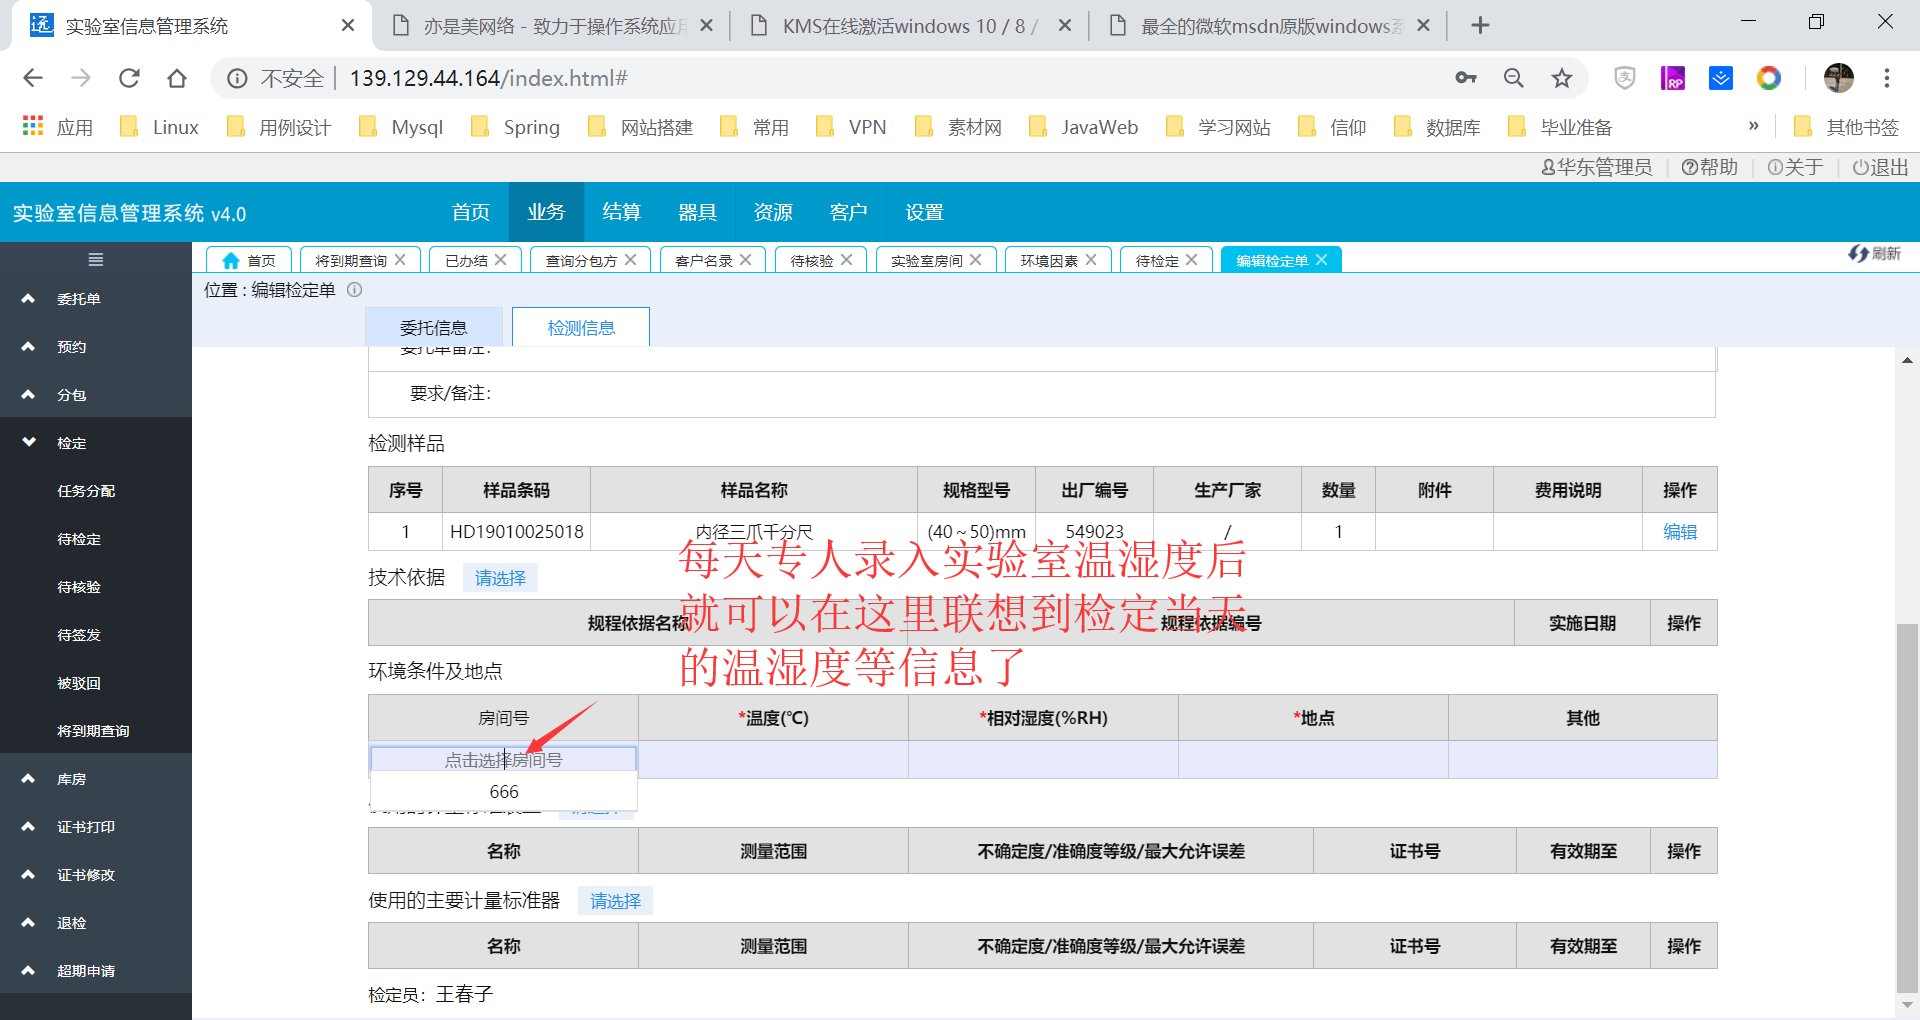 实验室信息管理系统
亦是美网络 - 致力于操作系统应
KMS在线激活windows 10 / 8 /
最全的微软msdn原版windows系
不安全 | 139.129.44.164/index.html#
应用 Linux 用例设计 Mysql Spring 网站搭建 常用 VPN 素材网 JavaWeb 学习网站 信仰 数据库 毕业准备 » 其他书签
华东管理员 帮助 关于 退出
实验室信息管理系统 v4.0 首页 业务 结算 器具 资源 客户 设置
首页 将到期查询 已办结 查询分包方 客户名录 待核验 实验室房间 环境因素 待检定 编辑检定单 刷新
位置 : 编辑检定单
委托信息 检测信息
委托单
预约
分包
检定
任务分配
待检定
待核验
待签发
被驳回
将到期查询
库房
证书打印
证书修改
退检
超期申请
委托单备注：
要求/备注：
检测样品
序号 样品条码 样品名称 规格型号 出厂编号 生产厂家 数量 附件 费用说明 操作
1 HD19010025018 内径三爪千分尺 (40～50)mm 549023 / 1 编辑
每天专人录入实验室温湿度后
就可以在这里联想到检定当天
的温湿度等信息了
技术依据 请选择
规程依据名称 规程依据编号 实施日期 操作
环境条件及地点
房间号 *温度(℃) *相对湿度(%RH) *地点 其他
点击选择房间号
666
名称 测量范围 不确定度/准确度等级/最大允许误差 证书号 有效期至 操作
使用的主要计量标准器 请选择
名称 测量范围 不确定度/准确度等级/最大允许误差 证书号 有效期至 操作
检定员：王春子